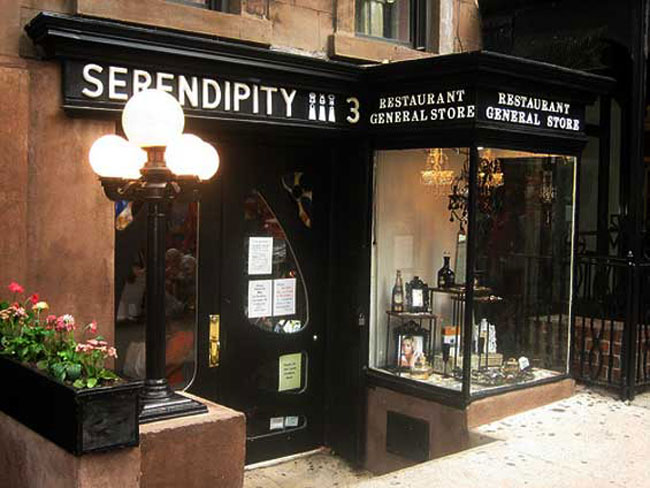 SERENDIPITY 3
RESTAURANT
GENERAL STORE
RESTAURANT
GENERAL STORE